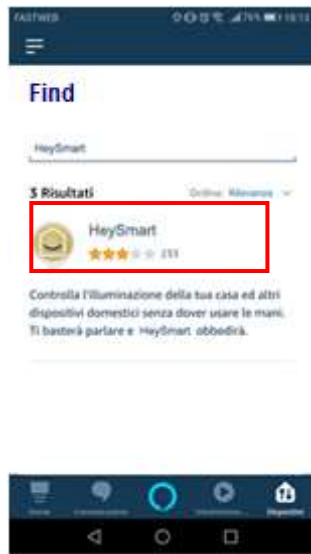 FASTWEB
Find
HeySmart
3 Risultati
Ordina: Rilevanza
HeySmart
Controlla l'illuminazione della tua casa ed altri
dispositivi domestici senza dover usare le mani.
Ti basterà parlare e HeySmart obbedirà.
Dispositivi